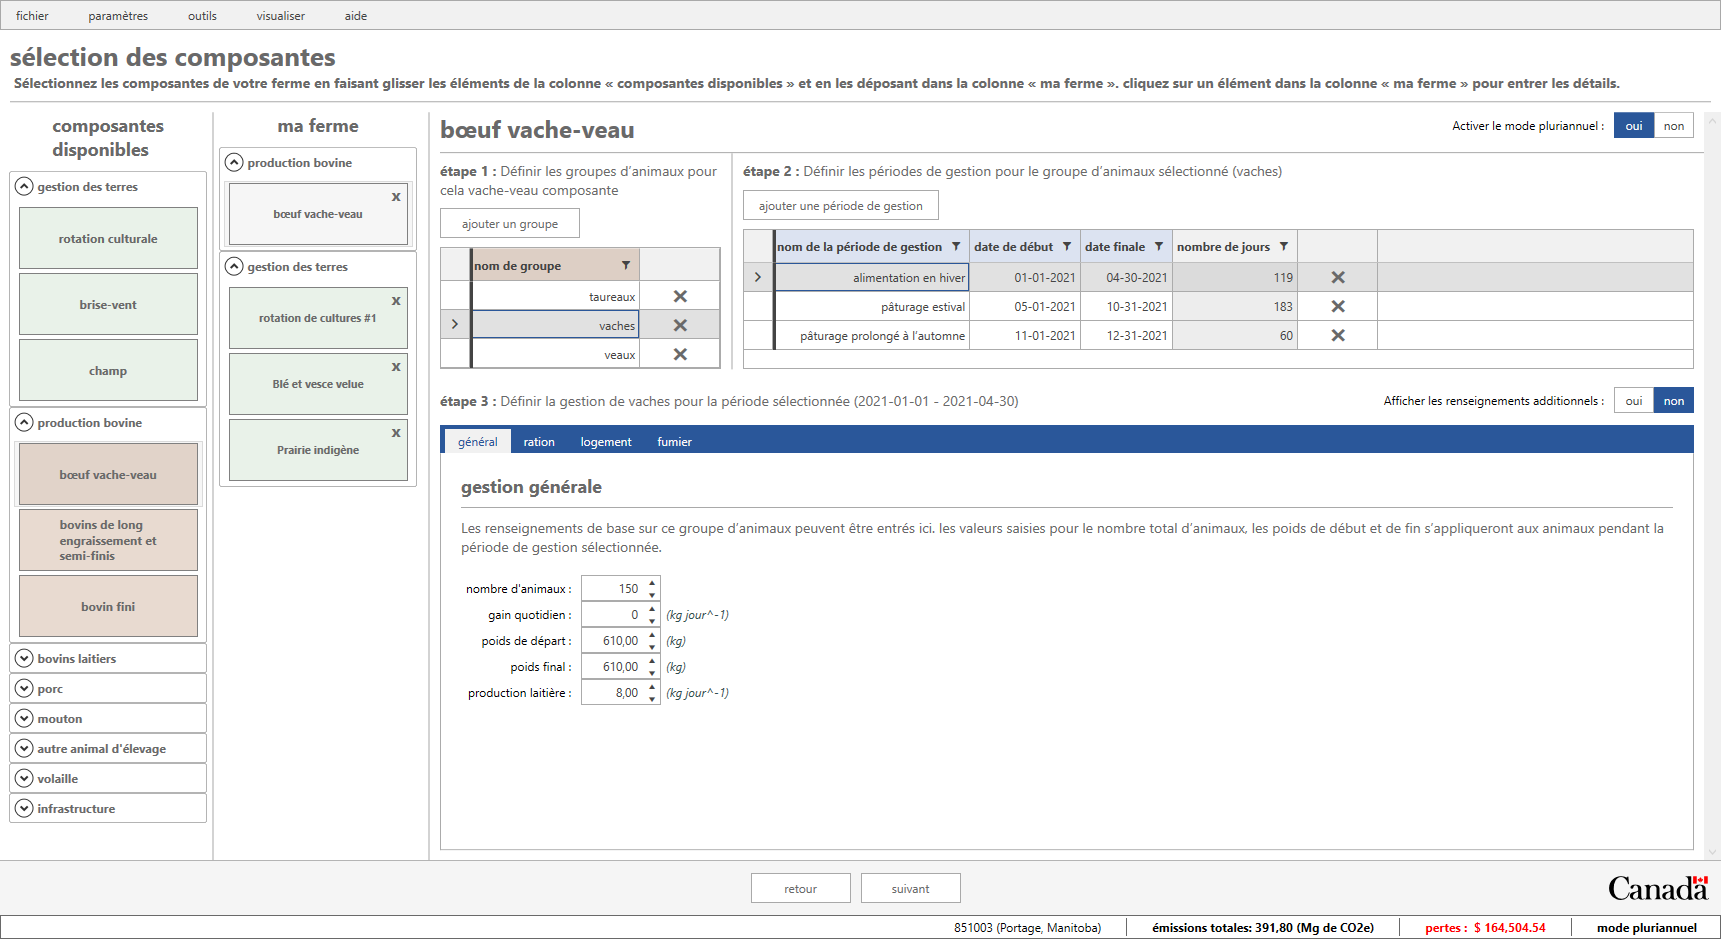 fichier paramètres outils visualiser aide
sélection des composantes
Sélectionnez les composantes de votre ferme en faisant glisser les éléments de la colonne « composantes disponibles » et en les déposant dans la colonne « ma ferme ». cliquez sur un élément dans la colonne « ma ferme » pour entrer les détails.
composantes
disponibles
gestion des terres
rotation culturale
brise-vent
champ
production bovine
bœuf vache-veau
bovins de long
engraissement et
semi-finis
bovin fini
bovins laitiers
porc
mouton
autre animal d'élevage
volaille
infrastructure
ma ferme
production bovine
bœuf vache-veau x
gestion des terres
rotation de cultures #1 x
Blé et vesce velue x
Prairie indigène x
bœuf vache-veau
Activer le mode pluriannuel : oui non
étape 1 : Définir les groupes d’animaux pour
cela vache-veau composante
ajouter un groupe
nom de groupe
taureaux
vaches
veaux
étape 2 : Définir les périodes de gestion pour le groupe d’animaux sélectionné (vaches)
ajouter une période de gestion
nom de la période de gestion date de début date finale nombre de jours
alimentation en hiver 01-01-2021 04-30-2021 119
pâturage estival 05-01-2021 10-31-2021 183
pâturage prolongé à l’automne 11-01-2021 12-31-2021 60
étape 3 : Définir la gestion de vaches pour la période sélectionnée (2021-01-01 - 2021-04-30)
Afficher les renseignements additionnels : oui non
général ration logement fumier
gestion générale
Les renseignements de base sur ce groupe d’animaux peuvent être entrés ici. les valeurs saisies pour le nombre total d’animaux, les poids de début et de fin s’appliqueront aux animaux pendant la
période de gestion sélectionnée.
nombre d'animaux : 150
gain quotidien : 0 (kg jour^-1)
poids de départ : 610,00 (kg)
poids final : 610,00 (kg)
production laitière : 8,00 (kg jour^-1)
retour suivant
Canada
851003 (Portage, Manitoba) émissions totales: 391,80 (Mg de CO2e) pertes : $ 164,504.54 mode pluriannuel